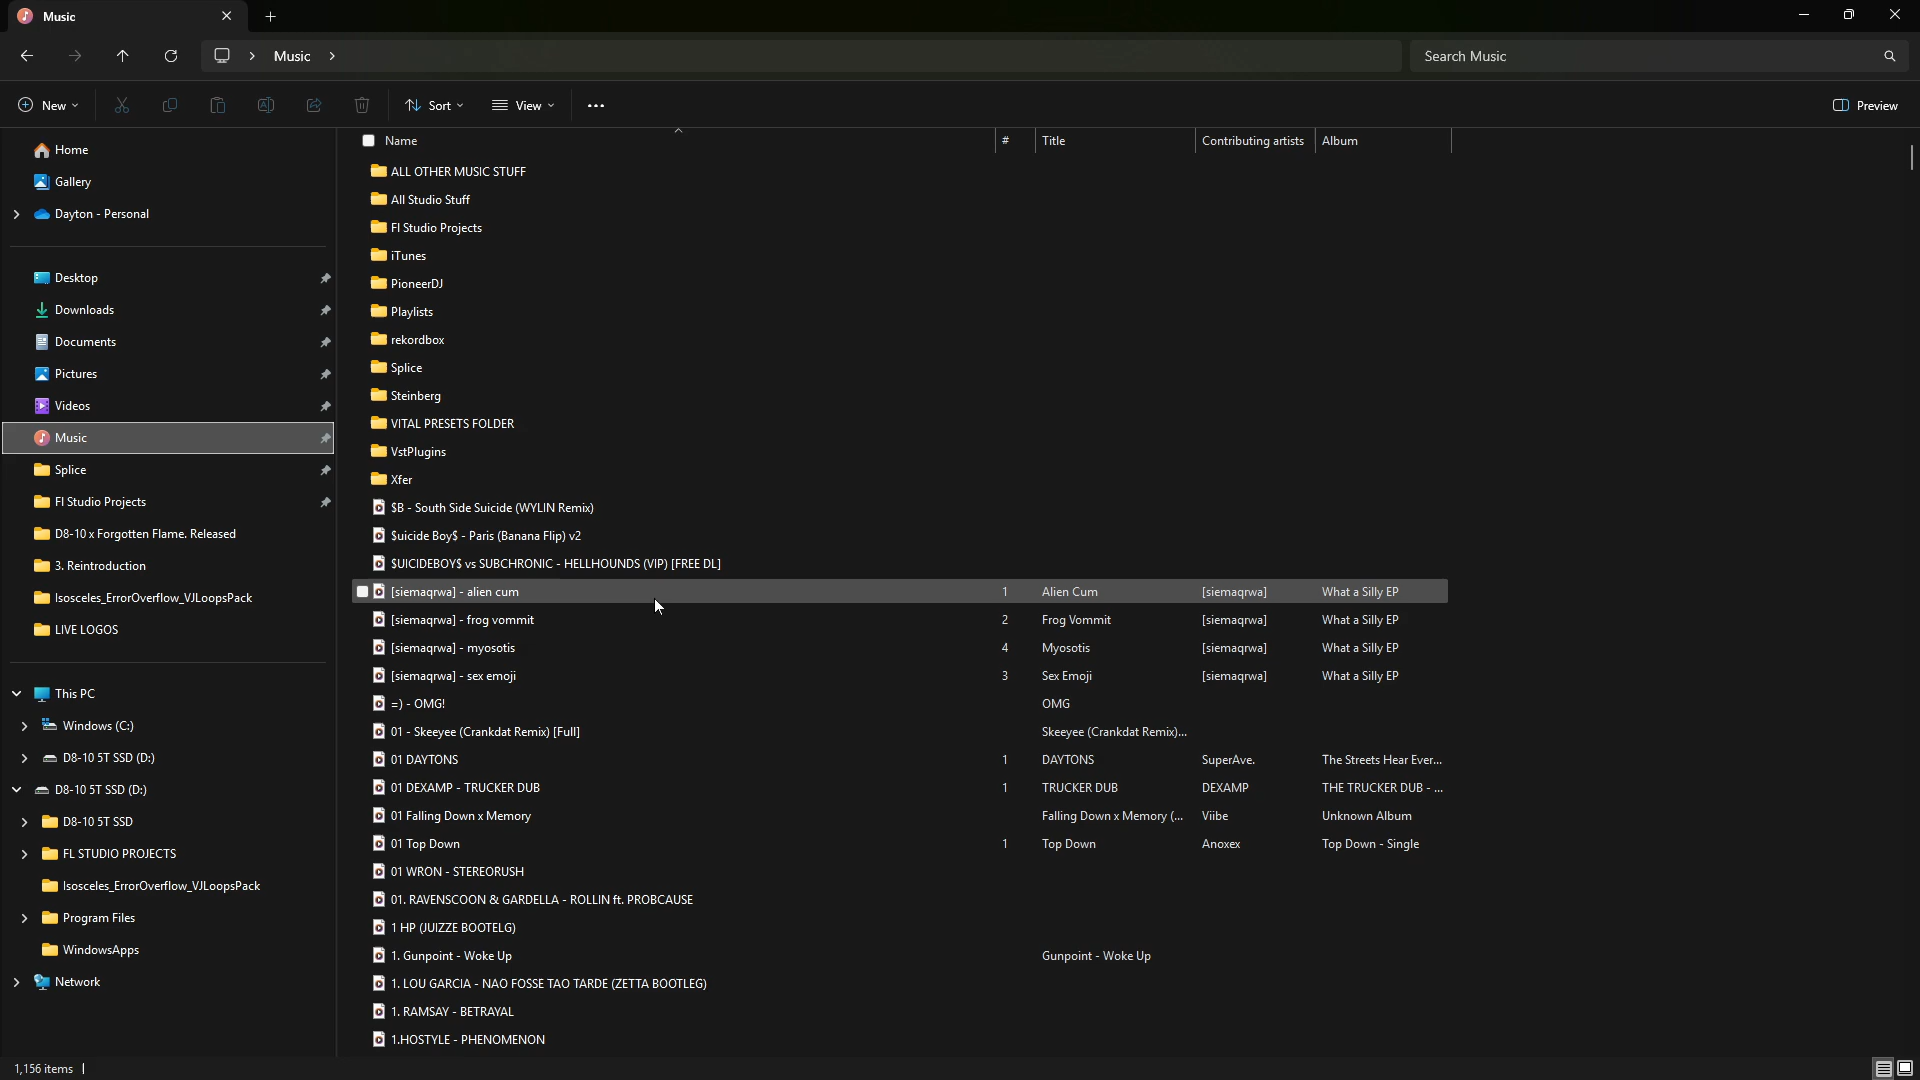 Music
Music
Search Music
New
Sort
View
Preview
Home
Gallery
Dayton - Personal
Desktop
Downloads
Documents
Pictures
Videos
Music
Splice
Fl Studio Projects
D8-10 x Forgotten Flame. Released
3. Reintroduction
Isosceles_ErrorOverflow_VJLoopsPack
LIVE LOGOS
This PC
Windows (C:)
D8-10 5T SSD (D:)
D8-10 5T SSD (D:)
D8-10 5T SSD
FL STUDIO PROJECTS
Isosceles_ErrorOverflow_VJLoopsPack
Program Files
WindowsApps
Network
Name # Title Contributing artists Album
ALL OTHER MUSIC STUFF
All Studio Stuff
Fl Studio Projects
iTunes
PioneerDJ
Playlists
rekordbox
Splice
Steinberg
VITAL PRESETS FOLDER
VstPlugins
Xfer
$B - South Side Suicide (WYLIN Remix)
$uicide Boy$ - Paris (Banana Flip) v2
$UICIDEBOY$ vs SUBCHRONIC - HELLHOUNDS (VIP) [FREE DL]
[siemaqrwa] - alien cum 1 Alien Cum [siemaqrwa] What a Silly EP
[siemaqrwa] - frog vommit 2 Frog Vommit [siemaqrwa] What a Silly EP
[siemaqrwa] - myosotis 4 Myosotis [siemaqrwa] What a Silly EP
[siemaqrwa] - sex emoji 3 Sex Emoji [siemaqrwa] What a Silly EP
=) - OMG! OMG
01 - Skeeyee (Crankdat Remix) [Full] Skeeyee (Crankdat Remix)...
01 DAYTONS 1 DAYTONS SuperAve. The Streets Hear Ever...
01 DEXAMP - TRUCKER DUB 1 TRUCKER DUB DEXAMP THE TRUCKER DUB - ...
01 Falling Down x Memory Falling Down x Memory (... Viibe Unknown Album
01 Top Down 1 Top Down Anoxex Top Down - Single
01 WRON - STEREORUSH
01. RAVENSCOON & GARDELLA - ROLLIN ft. PROBCAUSE
1 HP (JUIZZE BOOTELG)
1. Gunpoint - Woke Up Gunpoint - Woke Up
1. LOU GARCIA - NAO FOSSE TAO TARDE (ZETTA BOOTLEG)
1. RAMSAY - BETRAYAL
1.HOSTYLE - PHENOMENON
1,156 items